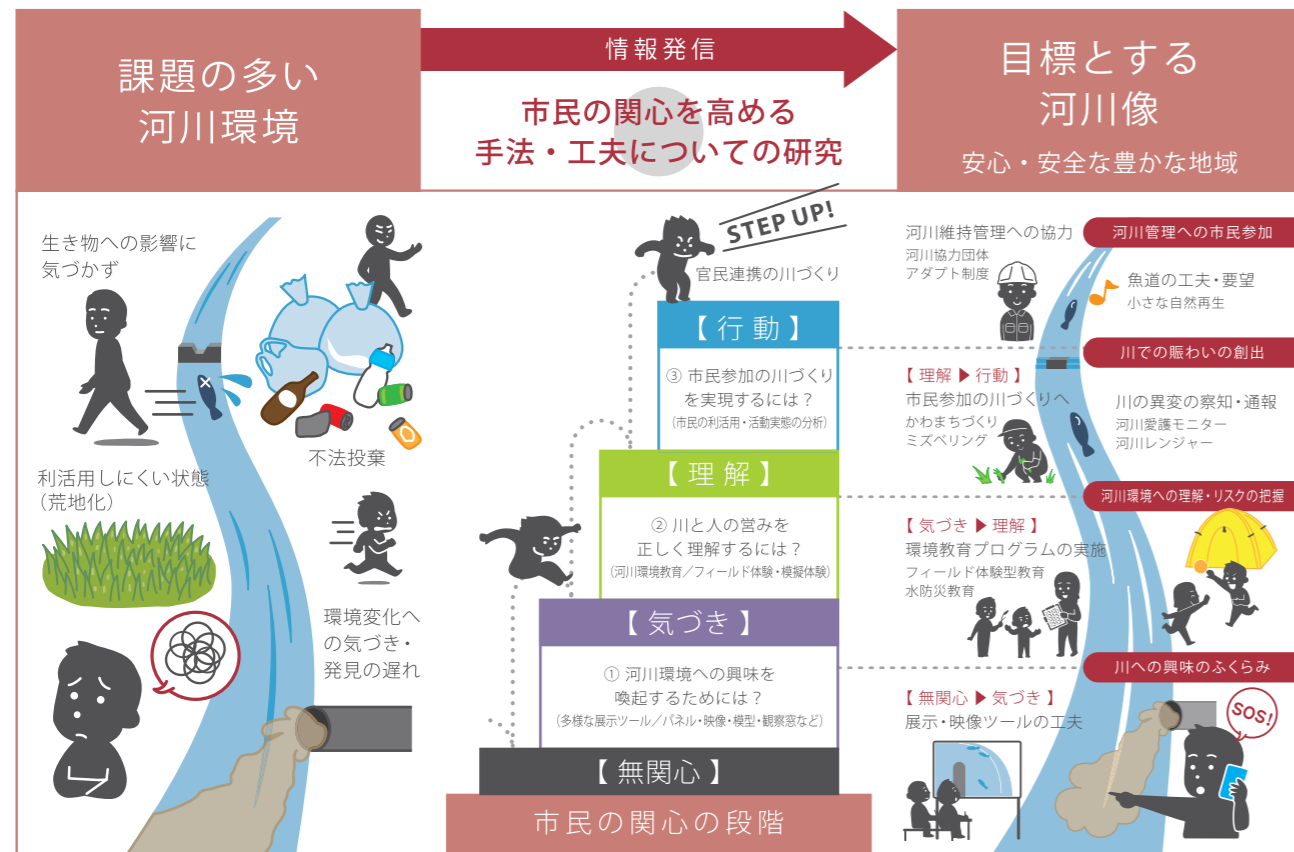 課題の多い
河川環境
情報発信
市民の関心を高める
手法・工夫についての研究
目標とする
河川像
安心・安全な豊かな地域
生き物への影響に
気づかず
不法投棄
利活用しにくい状態
（荒地化）
環境変化へ
の気づき・
発見の遅れ
STEP UP!
官民連携の川づくり
【 行 動 】
③ 市民参加の川づくり
を実現するには？
（市民の利活用・活動実態の分析）
【 理 解 】
② 川と人の営みを
正しく理解するには？
（河川環境教育／フィールド体験・模擬体験）
【 気づき 】
① 河川環境への興味を
喚起するためには？
（多様な展示ツール／パネル・映像・模型・観察窓など）
【 無関心 】
市民の関心の段階
河川維持管理への協力
河川協力団体
アダプト制度
河川管理への市民参加
魚道の工夫・要望
小さな自然再生
川での賑わいの創出
【 理解 ▶ 行動 】
市民参加の川づくりへ
かわまちづくり
ミズベリング
川の異変の察知・通報
河川愛護モニター
河川レンジャー
河川環境への理解・リスクの把握
【 気づき ▶ 理解 】
環境教育プログラムの実施
フィールド体験型教育
水防災教育
川への興味のふくらみ
【 無関心 ▶ 気づき 】
展示・映像ツールの工夫
SOS!